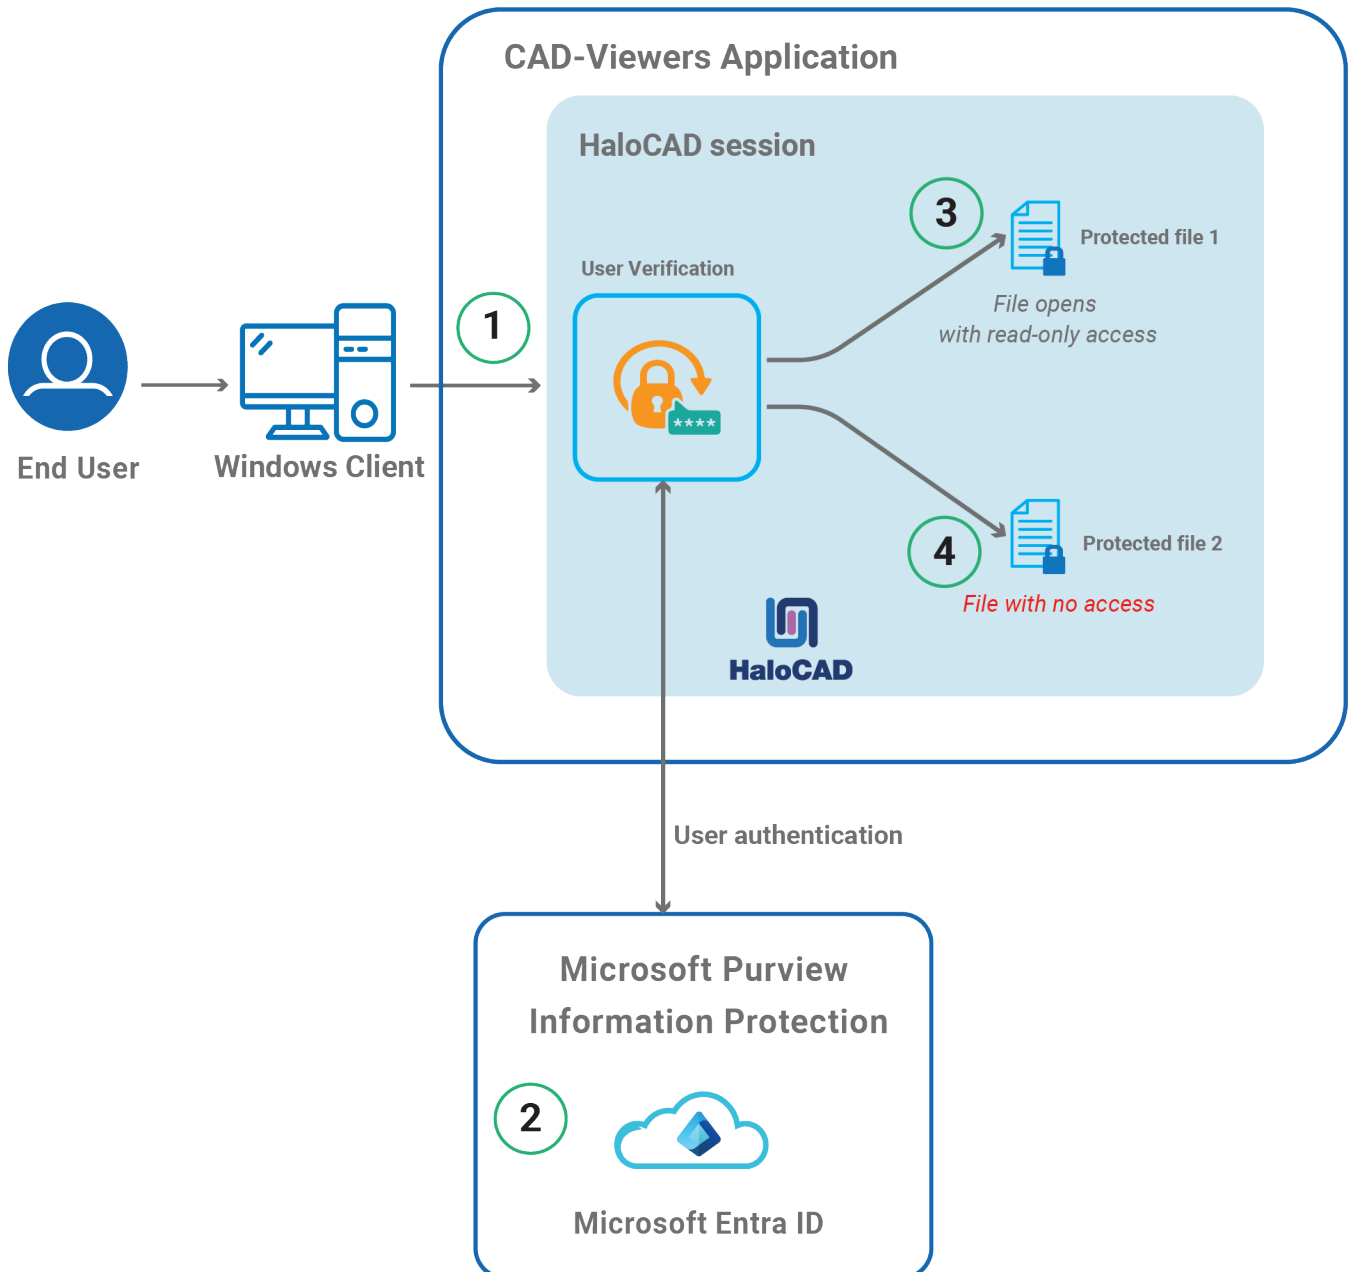 CAD-Viewers Application
HaloCAD session
3
Protected file 1
User Verification
File opens
with read-only access
1
****
End User
Windows Client
4
Protected file 2
File with no access
HaloCAD
User authentication
Microsoft Purview
Information Protection
2
Microsoft Entra ID